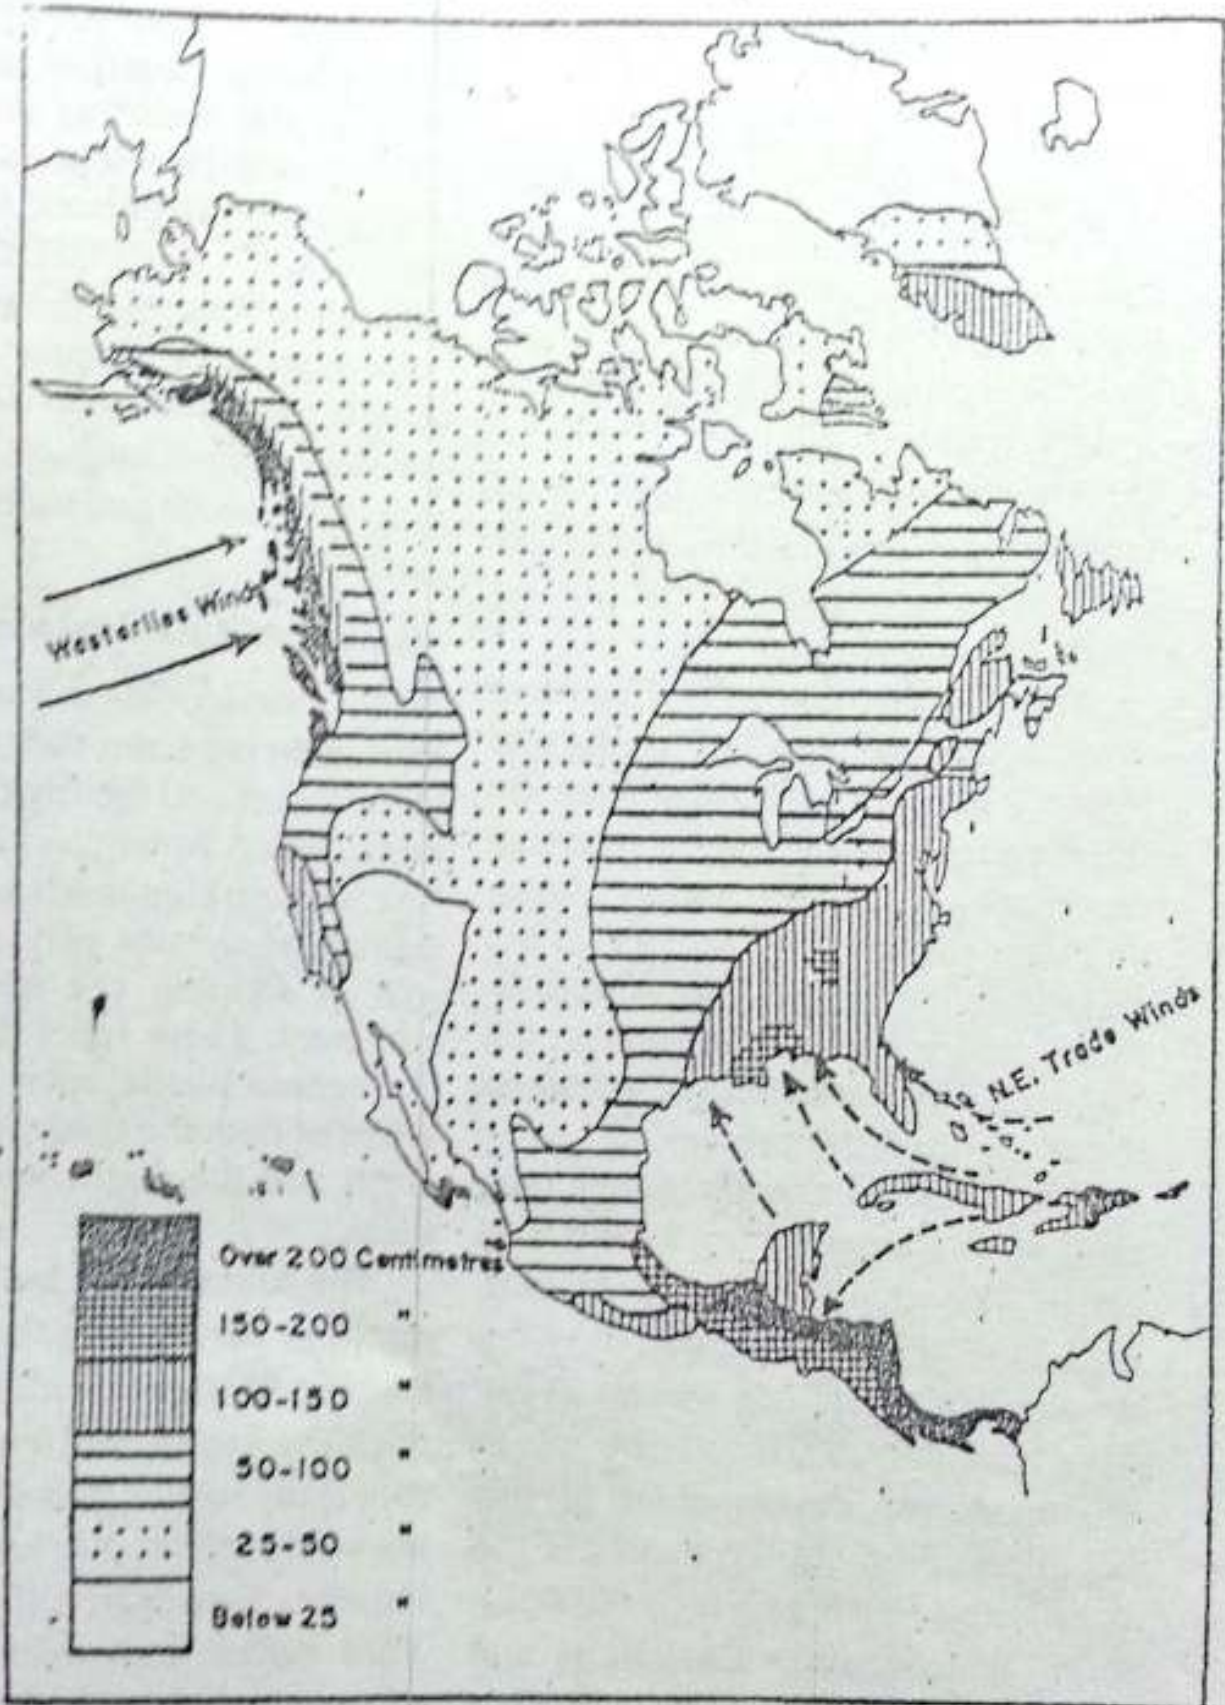 Westerlies Winds
N.E. Trade Winds
Over 200 Centimetres
150-200 "
100-150 "
50-100 "
25-50 "
Below 25 "